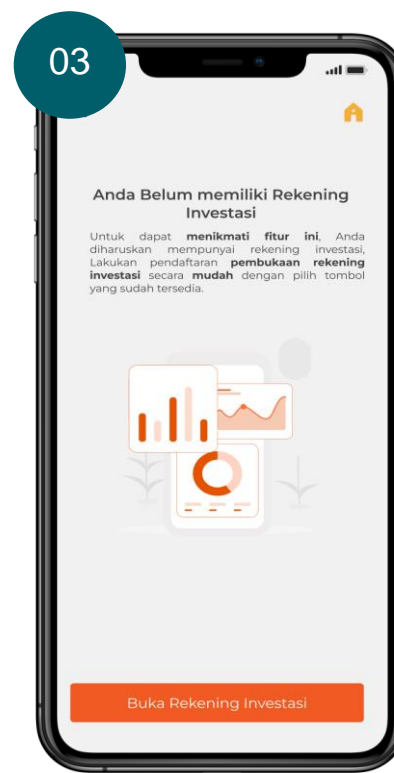 03
Anda Belum memiliki Rekening
Investasi
Untuk dapat menikmati fitur ini, Anda
diharuskan mempunyai rekening investasi,
Lakukan pendaftaran pembukaan rekening
investasi secara mudah dengan pilih tombol
yang sudah tersedia.
Buka Rekening Investasi